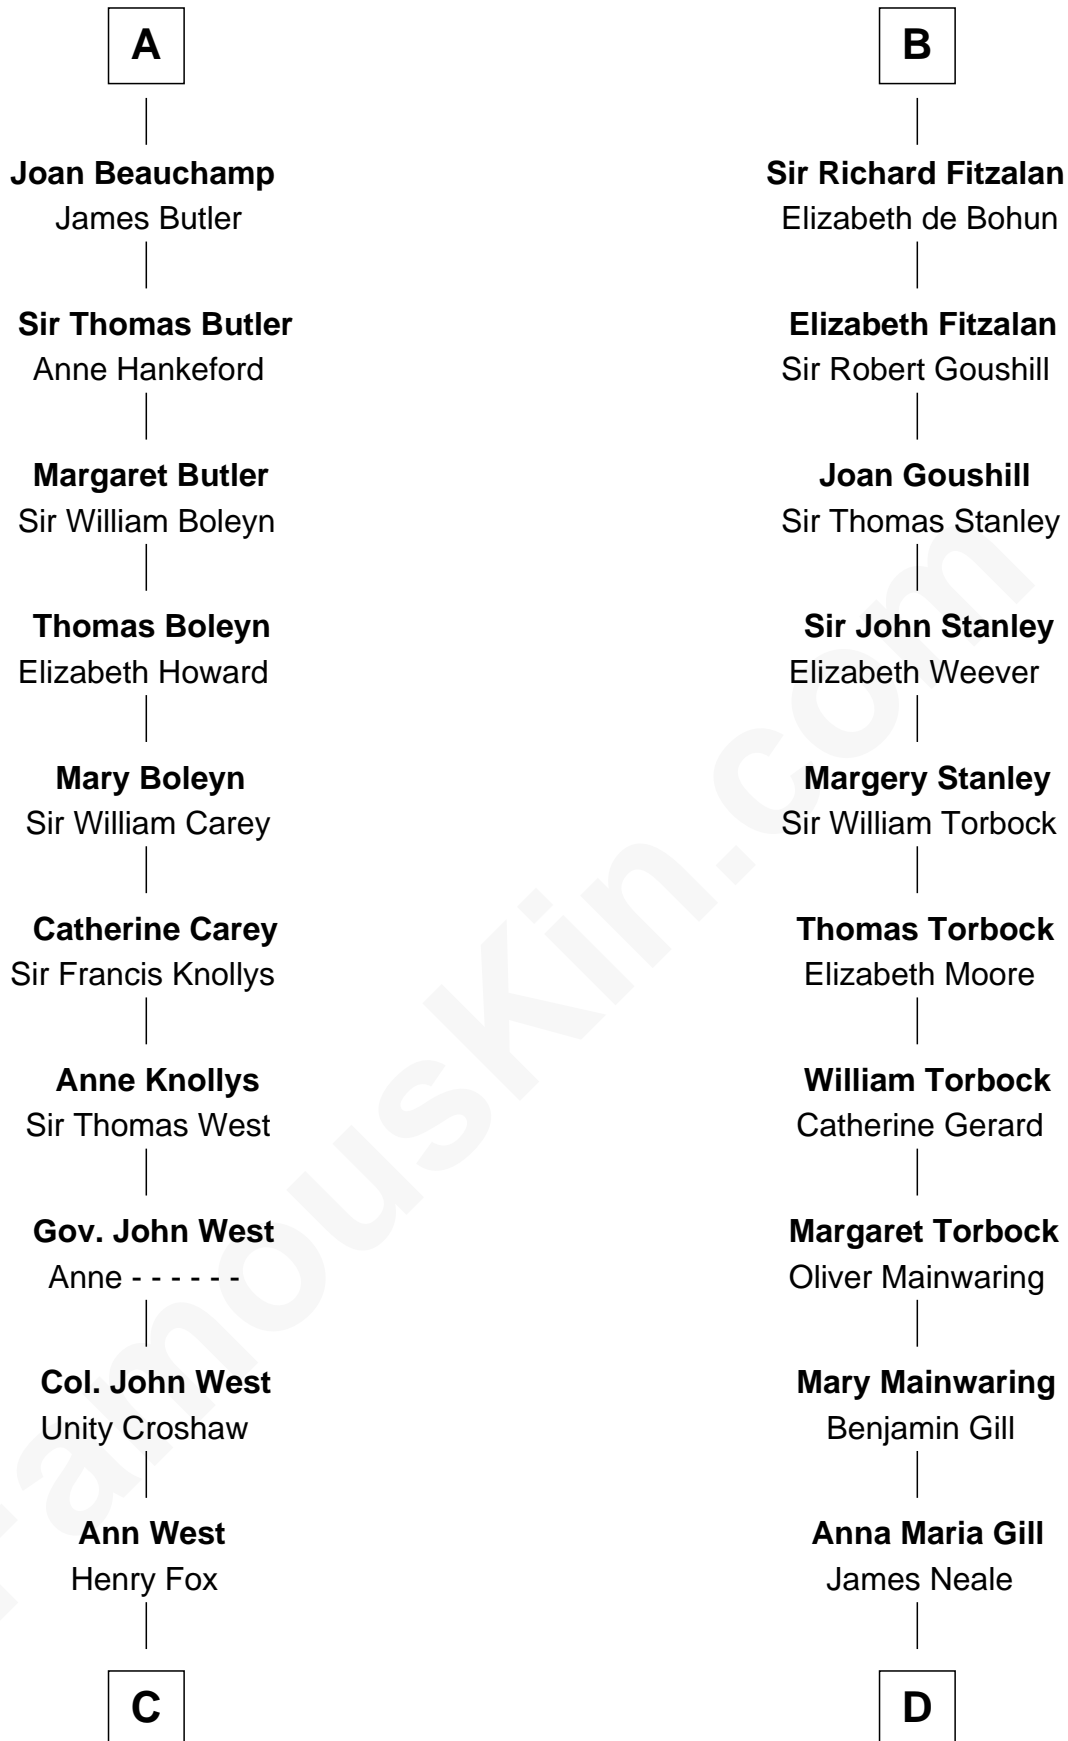 A
Joan Beauchamp
James Butler
Sir Thomas Butler
Anne Hankeford
Margaret Butler
Sir William Boleyn
Thomas Boleyn
Elizabeth Howard
Mary Boleyn
Sir William Carey
Catherine Carey
Sir Francis Knollys
Anne Knollys
Sir Thomas West
Gov. John West
Anne - - - - - -
Col. John West
Unity Croshaw
Ann West
Henry Fox
C
B
Sir Richard Fitzalan
Elizabeth de Bohun
Elizabeth Fitzalan
Sir Robert Goushill
Joan Goushill
Sir Thomas Stanley
Sir John Stanley
Elizabeth Weever
Margery Stanley
Sir William Torbock
Thomas Torbock
Elizabeth Moore
William Torbock
Catherine Gerard
Margaret Torbock
Oliver Mainwaring
Mary Mainwaring
Benjamin Gill
Anna Maria Gill
James Neale
D
FamousKin.com